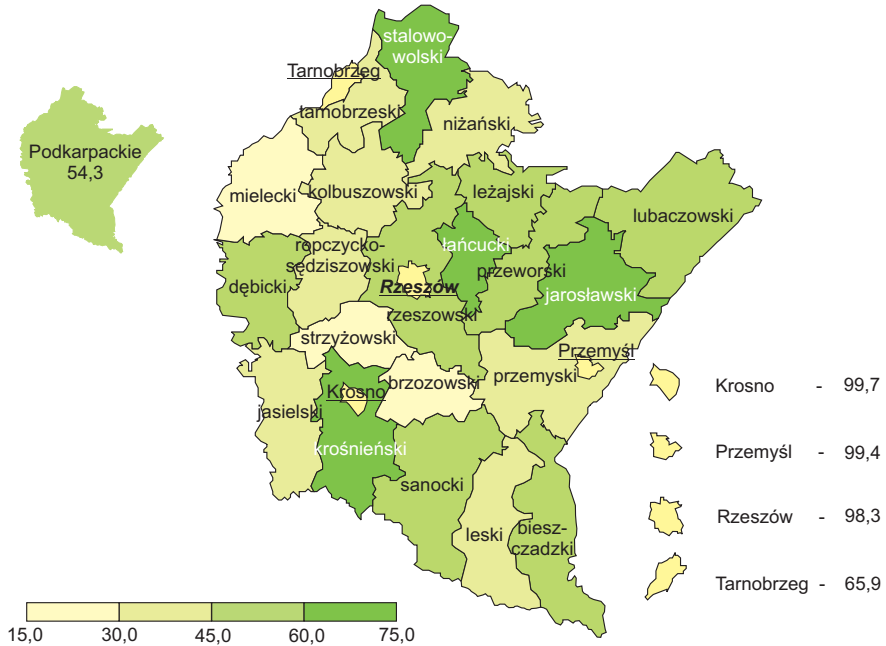 stalowo-
wolski
Tarnobrzeg
tarnobrzeski
niżański
Podkarpackie
54,3
mielecki
kolbuszowski
leżajski
lubaczowski
ropczycko-
sędziszowski
łańcucki
przeworski
dębicki
Rzeszów
jarosławski
rzeszowski
strzyżowski
Przemyśl
przemyski
brzozowski
Krosno
jasielski
krośnieński
sanocki
leski
biesz-
czadzki
Krosno - 99,7
Przemyśl - 99,4
Rzeszów - 98,3
Tarnobrzeg - 65,9
15,0 30,0 45,0 60,0 75,0